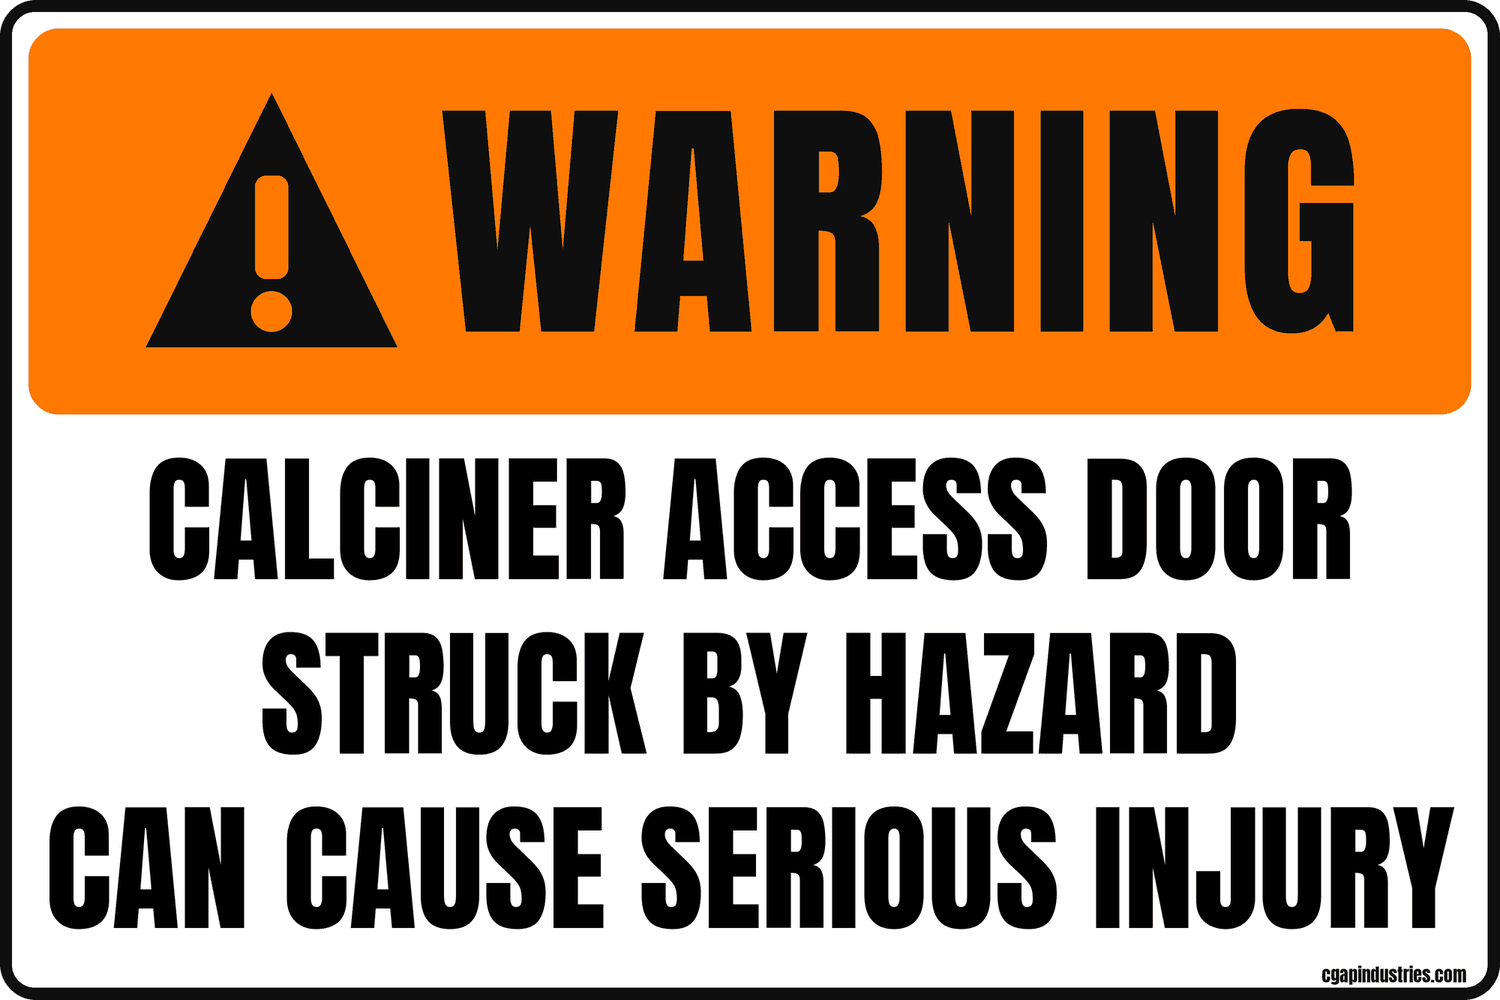 WARNING
CALCINER ACCESS DOOR
STRUCK BY HAZARD
CAN CAUSE SERIOUS INJURY
cgapindustries.com